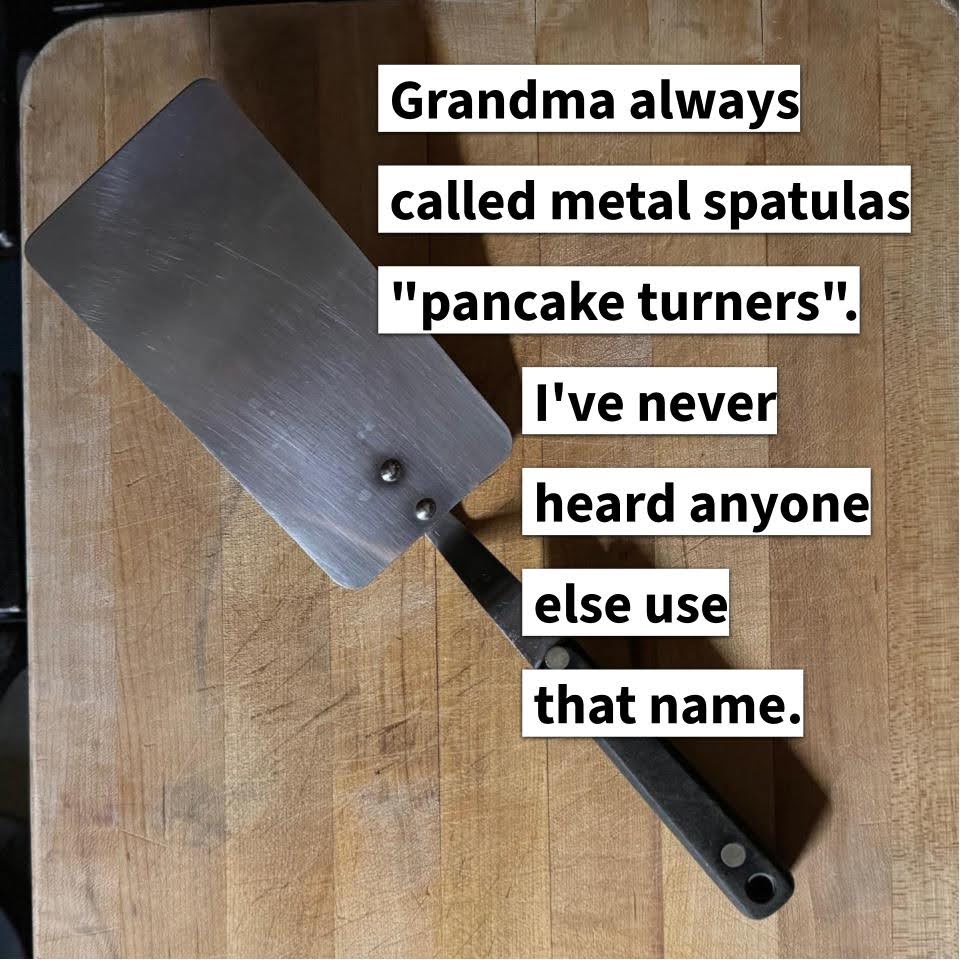 Grandma always
called metal spatulas
"pancake turners".
I've never
heard anyone
else use
that name.